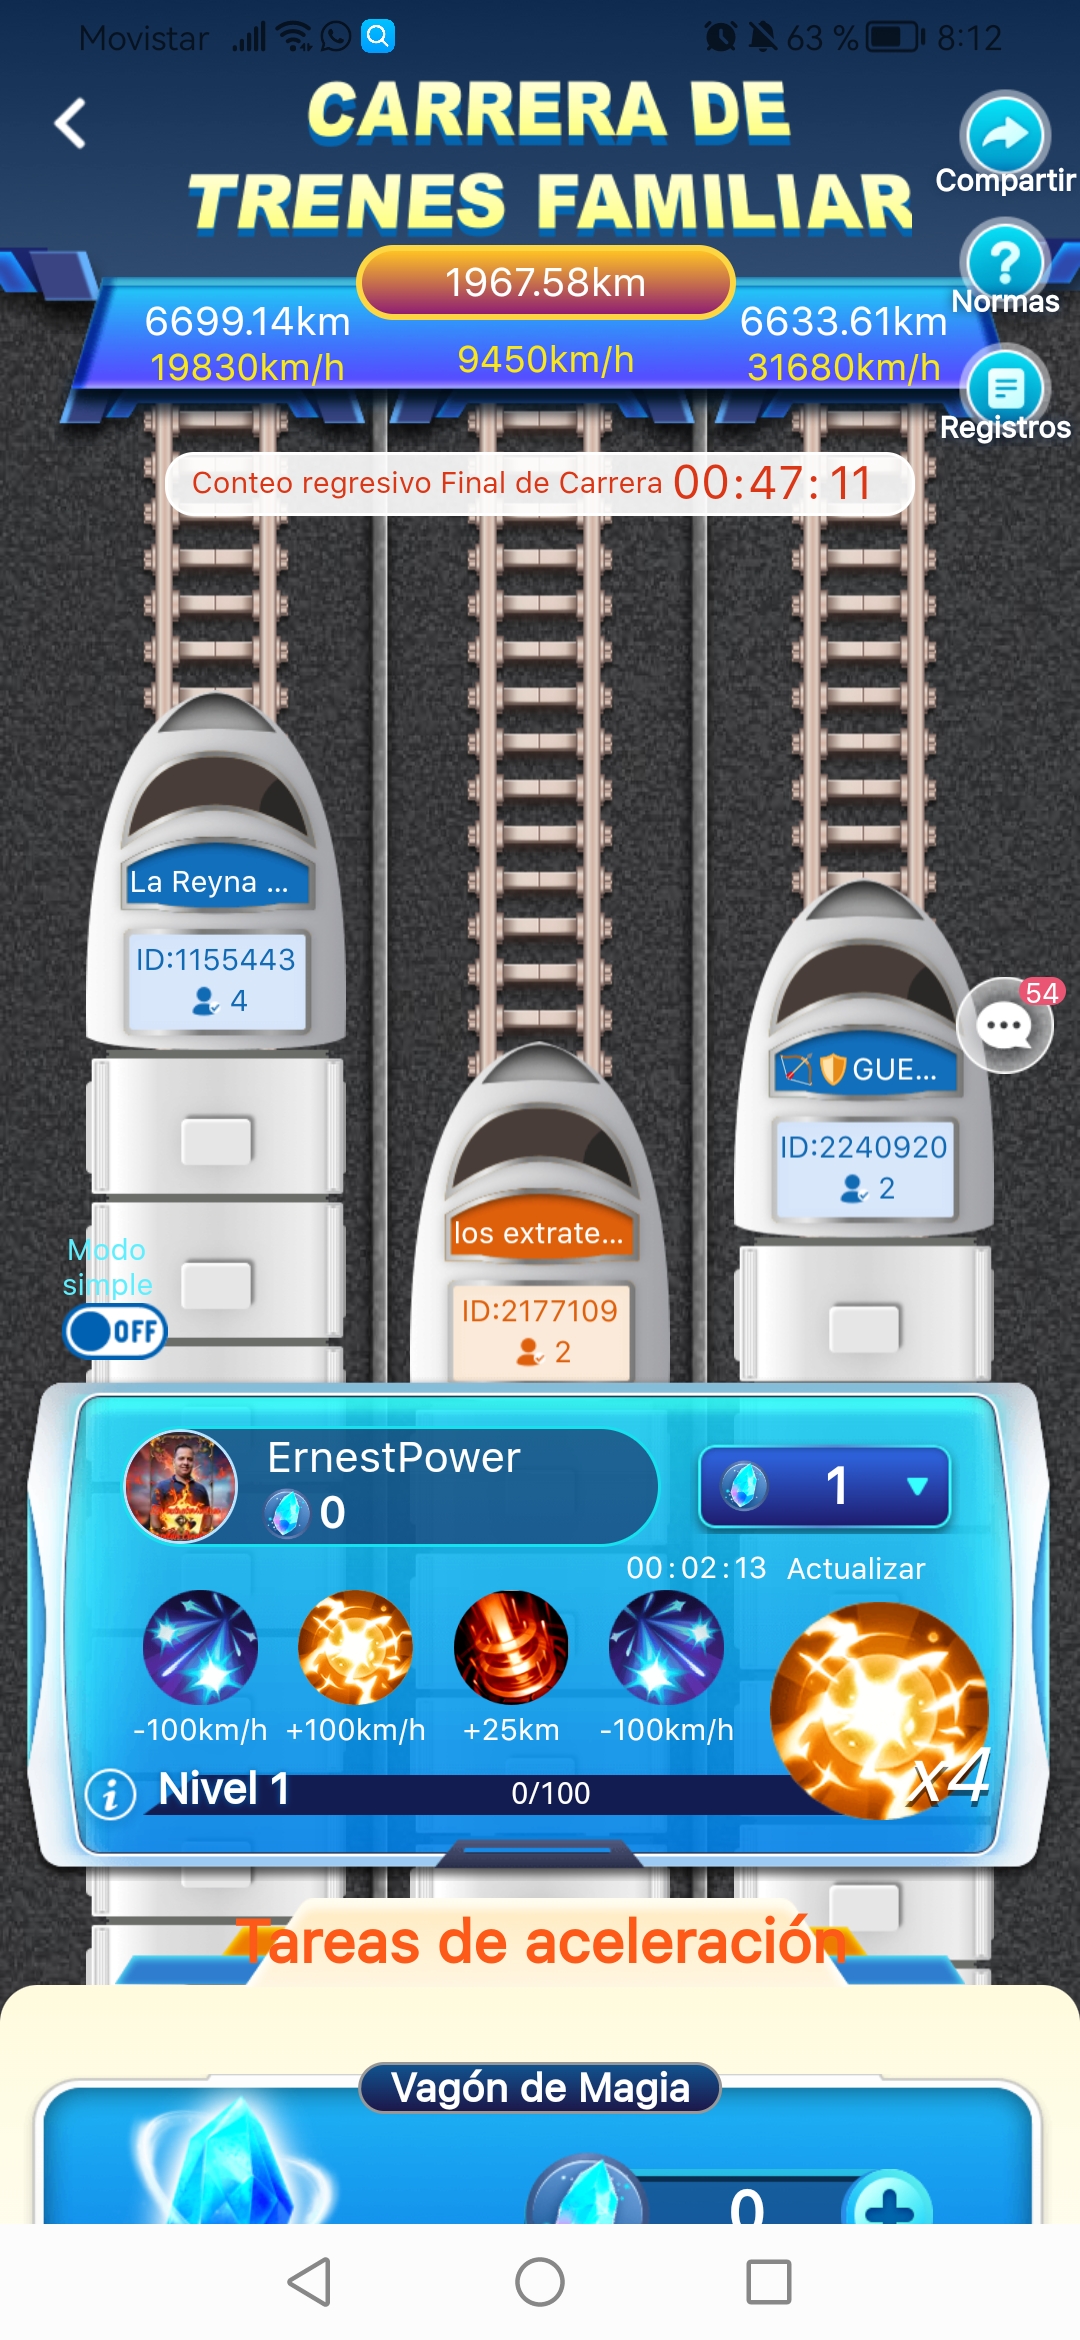 Movistar 63 % 8:12
CARRERA DE
TRENES FAMILIAR
Compartir
Normas
Registros
1967.58km
6699.14km
6633.61km
19830km/h
9450km/h
31680km/h
Conteo regresivo Final de Carrera 00:47:11
La Reyna ...
ID:1155443
4
54
GUE...
ID:2240920
2
los extrate...
ID:2177109
2
Modo
simple
OFF
ErnestPower
0
1
00:02:13 Actualizar
-100km/h +100km/h +25km -100km/h
x4
Nivel 1 0/100
Tareas de aceleración
Vagón de Magia
0